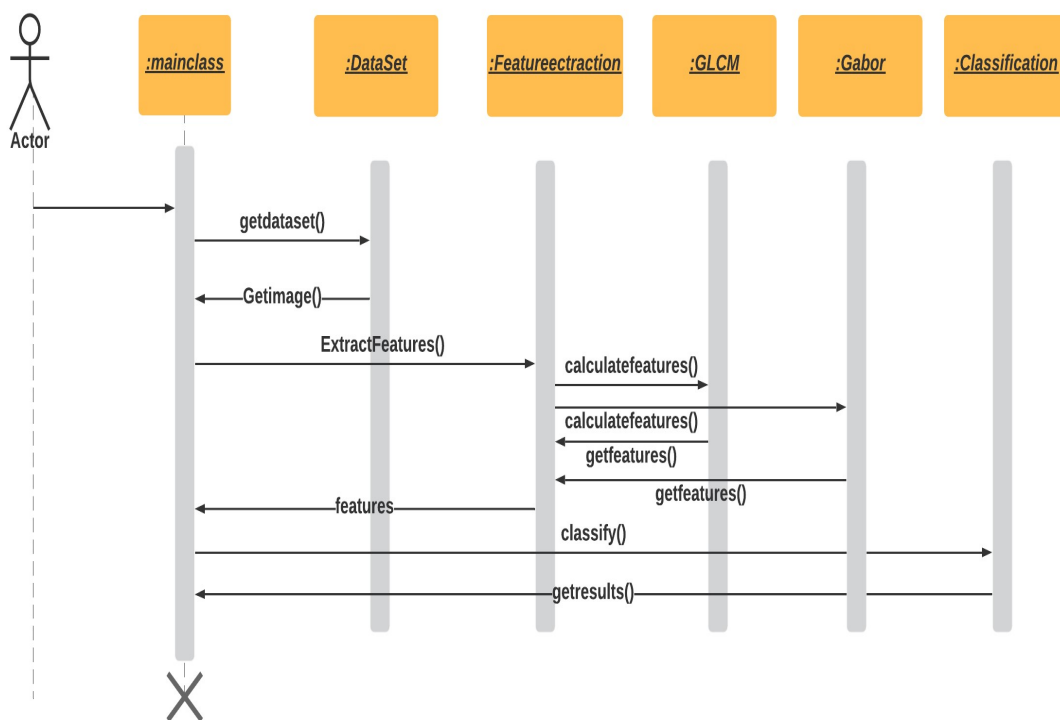 :mainclass
:DataSet
:Featureectraction
:GLCM
:Gabor
:Classification
Actor
getdataset()
Getimage()
ExtractFeatures()
calculatefeatures()
calculatefeatures()
getfeatures()
getfeatures()
features
classify()
getresults()